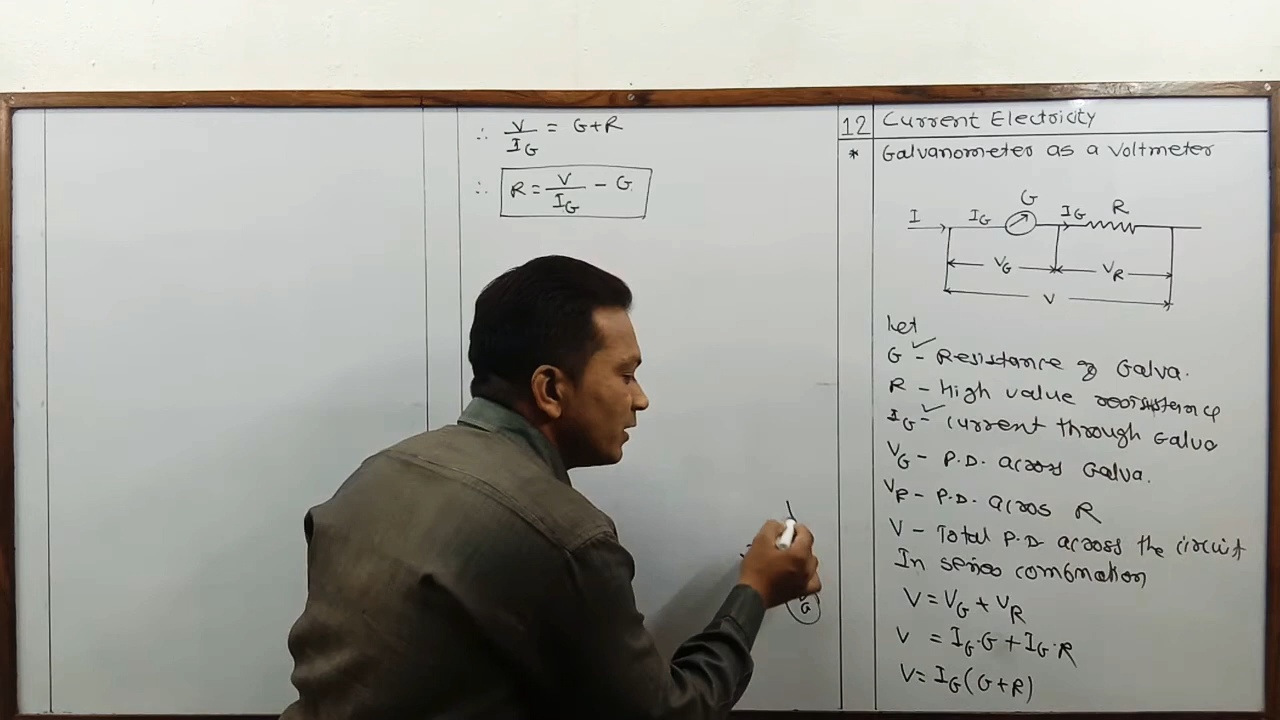 ∴ V/I_G = G+R
∴ R = V/I_G - G
12 Current Electricity
* Galvanometer as a Voltmeter
I I_G G I_G R
V_G V_R
V
Let
G - Resistance of Galva.
R - High value
I_G - current through Galva
V_G - P.D. across Galva.
V_R - P.D. across R
V - Total P.D across the circuit
In series combination
V = V_G + V_R
V = I_G·G + I_G·R
V = I_G(G+R)
G